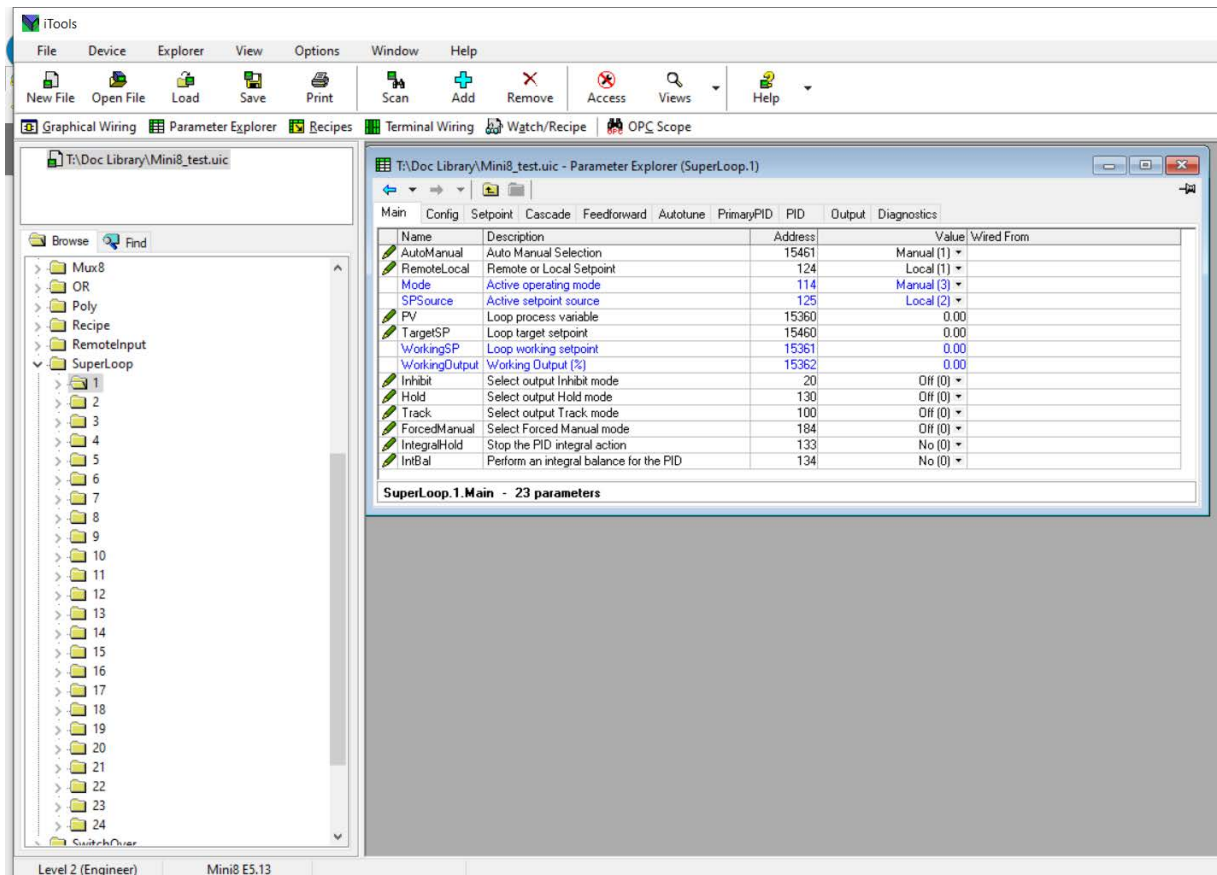 iTools
File Device Explorer View Options Window Help
New File Open File Load Save Print Scan Add Remove Access Views Help
Graphical Wiring Parameter Explorer Recipes Terminal Wiring Watch/Recipe OPC Scope
T:\Doc Library\Mini8_test.uic
Browse Find
Mux8
OR
Poly
Recipe
RemoteInput
SuperLoop
1
2
3
4
5
6
7
8
9
10
11
12
13
14
15
16
17
18
19
20
21
22
23
24
SwitchOver
T:\Doc Library\Mini8_test.uic - Parameter Explorer (SuperLoop.1)
Main Config Setpoint Cascade Feedforward Autotune PrimaryPID PID Output Diagnostics
Name Description Address Value Wired From
AutoManual Auto Manual Selection 15461 Manual (1)
RemoteLocal Remote or Local Setpoint 124 Local (1)
Mode Active operating mode 114 Manual (3)
SPSource Active setpoint source 125 Local (2)
PV Loop process variable 15360 0.00
TargetSP Loop target setpoint 15460 0.00
WorkingSP Loop working setpoint 15361 0.00
WorkingOutput Working Output (%) 15362 0.00
Inhibit Select output Inhibit mode 20 Off (0)
Hold Select output Hold mode 130 Off (0)
Track Select output Track mode 100 Off (0)
ForcedManual Select Forced Manual mode 184 Off (0)
IntegralHold Stop the PID integral action 133 No (0)
IntBal Perform an integral balance for the PID 134 No (0)
SuperLoop.1.Main - 23 parameters
Level 2 (Engineer) Mini8 E5.13